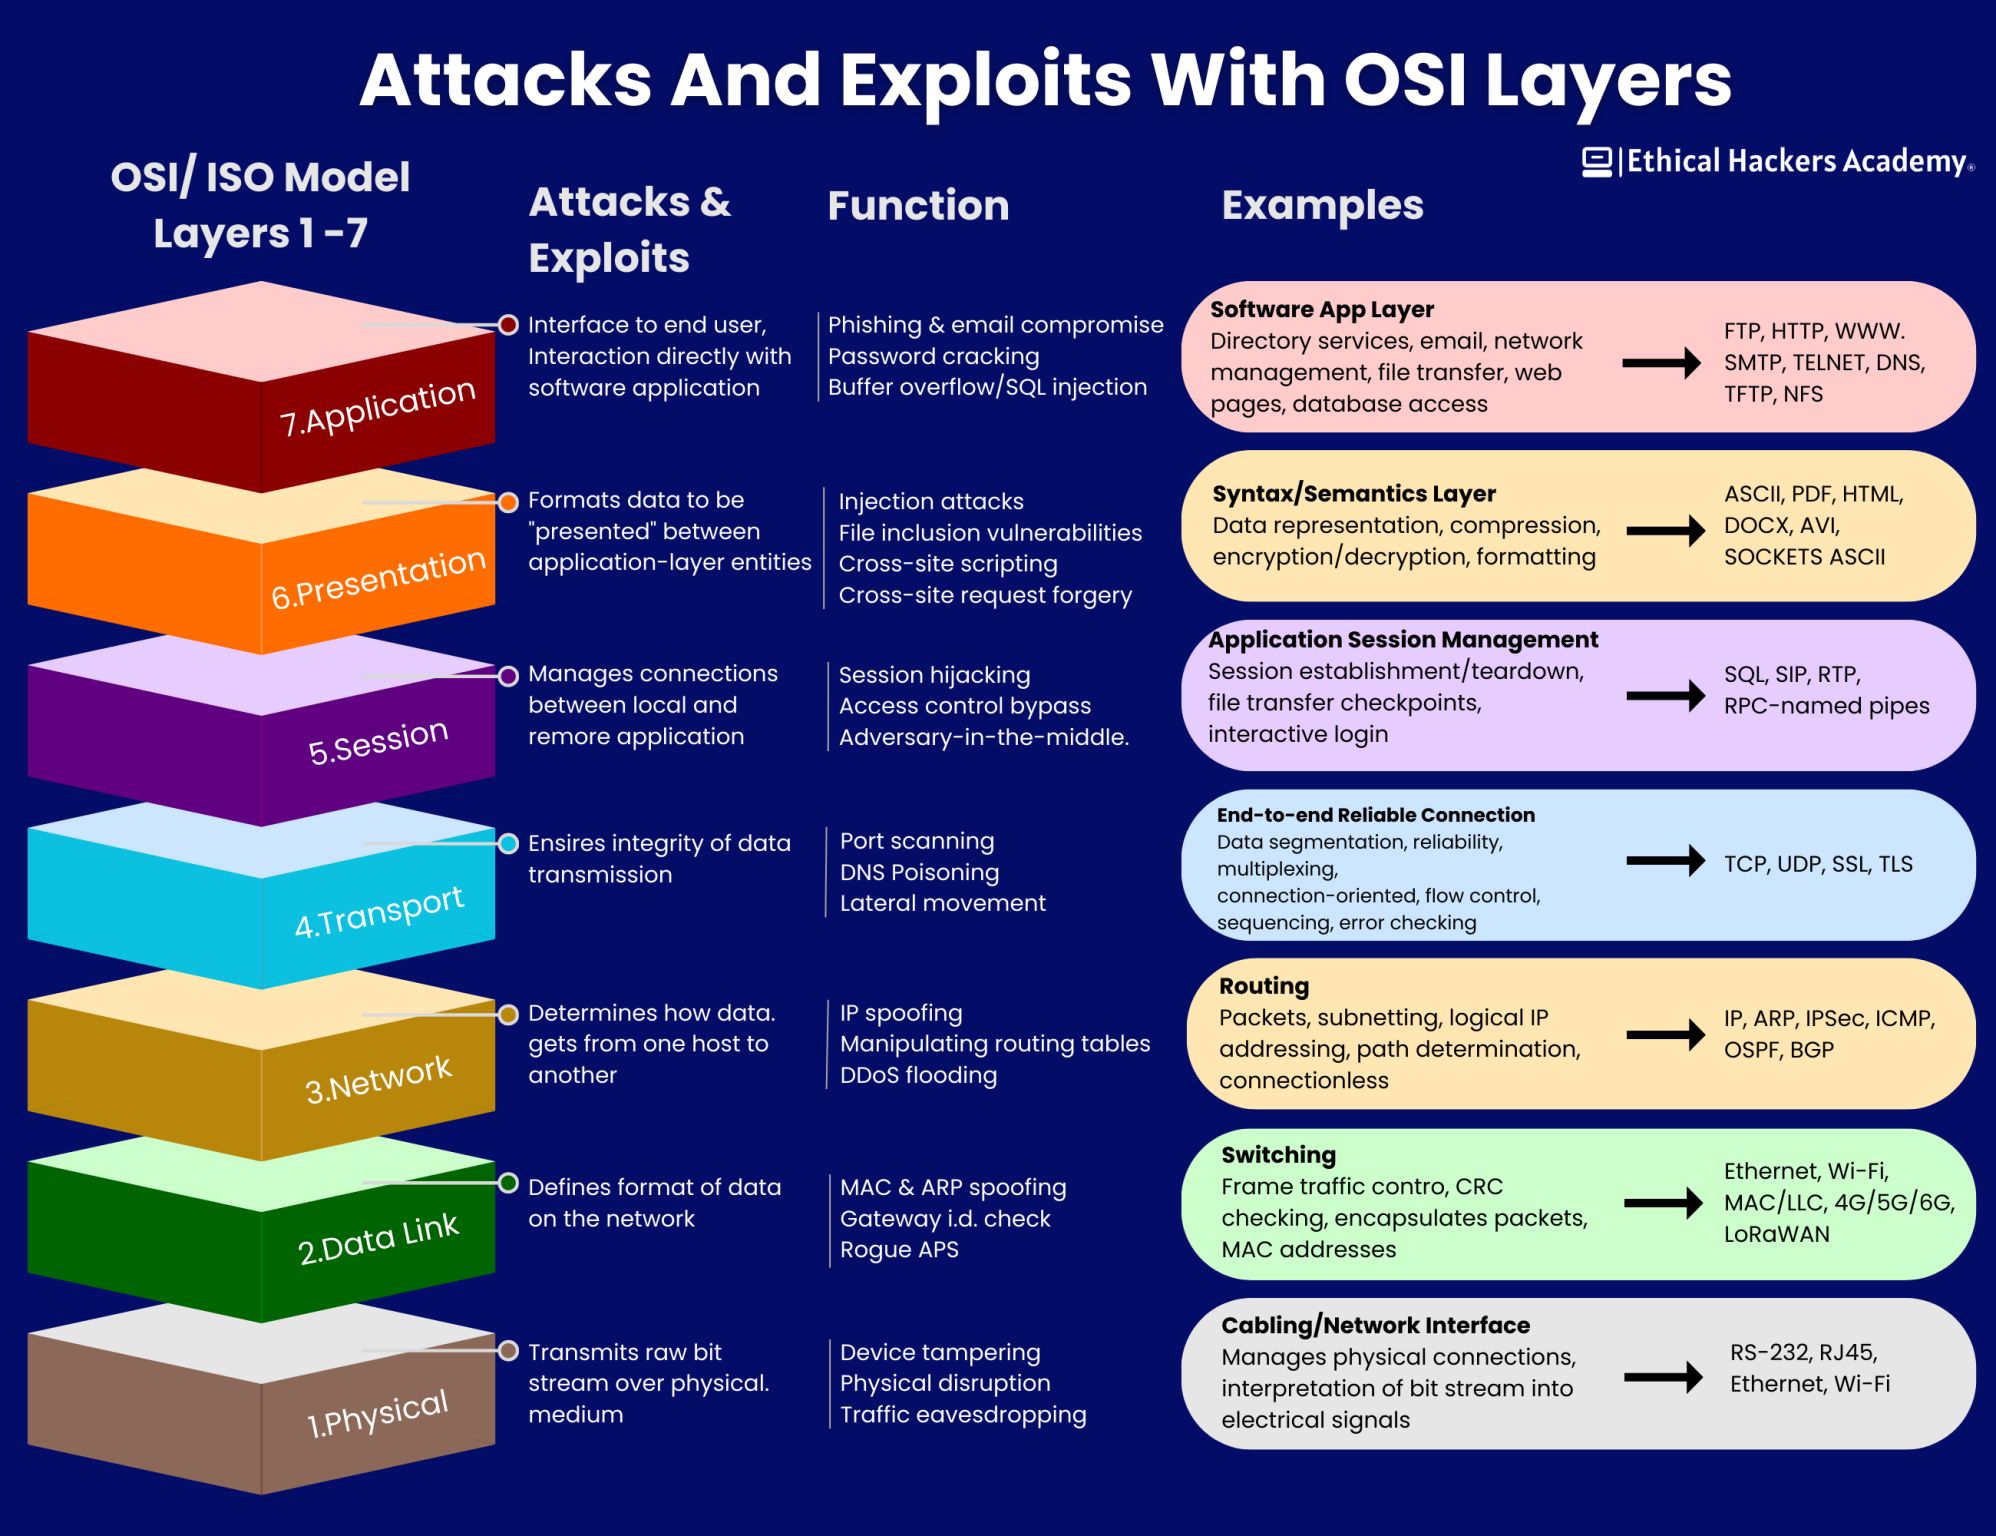 Attacks And Exploits With OSI Layers
Ethical Hackers Academy®
OSI/ ISO Model
Layers 1 -7
Attacks &
Exploits
Function
Examples
7.Application
Interface to end user,
Interaction directly with
software application
Phishing & email compromise
Password cracking
Buffer overflow/SQL injection
Software App Layer
Directory services, email, network
management, file transfer, web
pages, database access
FTP, HTTP, WWW.
SMTP, TELNET, DNS,
TFTP, NFS
6.Presentation
Formats data to be
"presented" between
application-layer entities
Injection attacks
File inclusion vulnerabilities
Cross-site scripting
Cross-site request forgery
Syntax/Semantics Layer
Data representation, compression,
encryption/decryption, formatting
ASCII, PDF, HTML,
DOCX, AVI,
SOCKETS ASCII
5.Session
Manages connections
between local and
remore application
Session hijacking
Access control bypass
Adversary-in-the-middle.
Application Session Management
Session establishment/teardown,
file transfer checkpoints,
interactive login
SQL, SIP, RTP,
RPC-named pipes
4.Transport
Ensires integrity of data
transmission
Port scanning
DNS Poisoning
Lateral movement
End-to-end Reliable Connection
Data segmentation, reliability,
multiplexing,
connection-oriented, flow control,
sequencing, error checking
TCP, UDP, SSL, TLS
3.Network
Determines how data.
gets from one host to
another
IP spoofing
Manipulating routing tables
DDoS flooding
Routing
Packets, subnetting, logical IP
addressing, path determination,
connectionless
IP, ARP, IPSec, ICMP,
OSPF, BGP
2.Data Link
Defines format of data
on the network
MAC & ARP spoofing
Gateway i.d. check
Rogue APS
Switching
Frame traffic contro, CRC
checking, encapsulates packets,
MAC addresses
Ethernet, Wi-Fi,
MAC/LLC, 4G/5G/6G,
LoRaWAN
1.Physical
Transmits raw bit
stream over physical.
medium
Device tampering
Physical disruption
Traffic eavesdropping
Cabling/Network Interface
Manages physical connections,
interpretation of bit stream into
electrical signals
RS-232, RJ45,
Ethernet, Wi-Fi